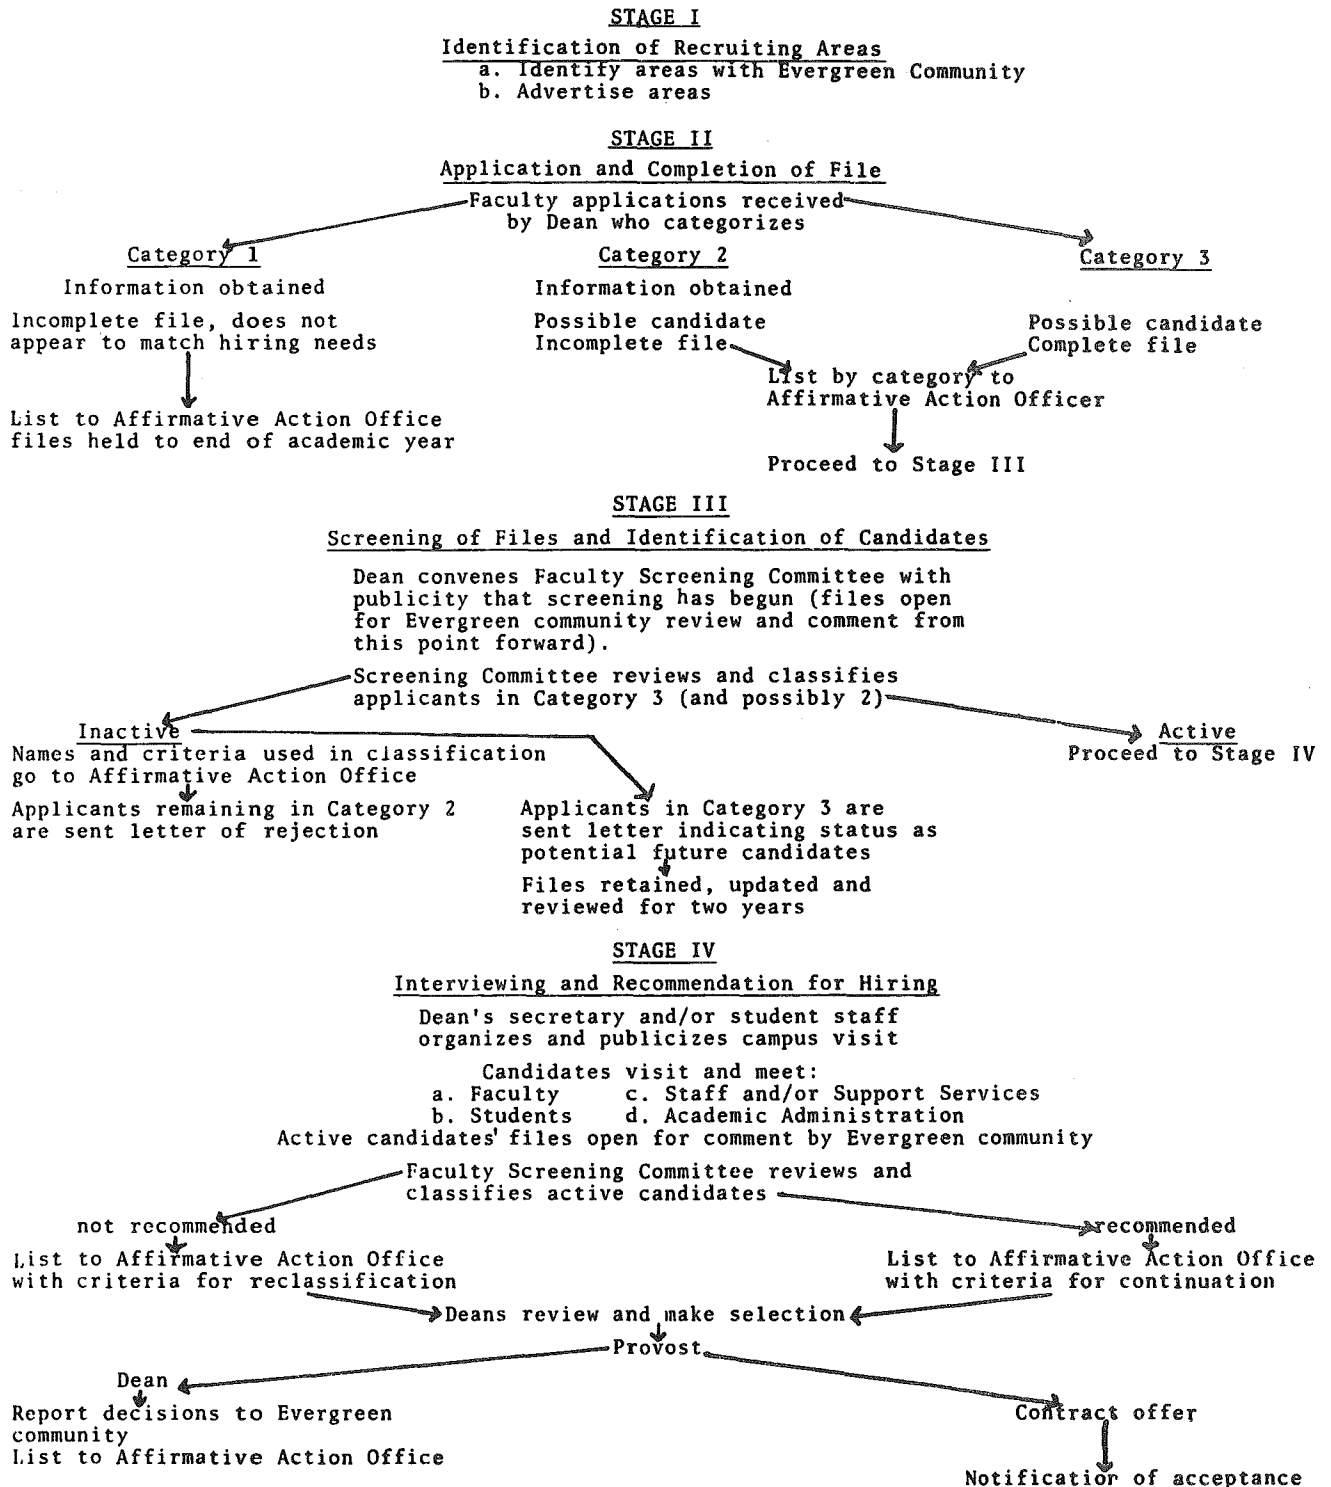 STAGE I
Identification of Recruiting Areas
a. Identify areas with Evergreen Community
b. Advertise areas
STAGE II
Application and Completion of File
Faculty applications received
by Dean who categorizes
Category 1
Information obtained
Incomplete file, does not
appear to match hiring needs
List to Affirmative Action Office
files held to end of academic year
Category 2
Information obtained
Possible candidate
Incomplete file
Category 3
Possible candidate
Complete file
List by category to
Affirmative Action Officer
Proceed to Stage III
STAGE III
Screening of Files and Identification of Candidates
Dean convenes Faculty Screening Committee with
publicity that screening has begun (files open
for Evergreen community review and comment from
this point forward).
Screening Committee reviews and classifies
applicants in Category 3 (and possibly 2)
Inactive
Names and criteria used in classification
go to Affirmative Action Office
Applicants remaining in Category 2
are sent letter of rejection
Applicants in Category 3 are
sent letter indicating status as
potential future candidates
Files retained, updated and
reviewed for two years
Active
Proceed to Stage IV
STAGE IV
Interviewing and Recommendation for Hiring
Dean's secretary and/or student staff
organizes and publicizes campus visit
Candidates visit and meet:
a. Faculty c. Staff and/or Support Services
b. Students d. Academic Administration
Active candidates' files open for comment by Evergreen community
Faculty Screening Committee reviews and
classifies active candidates
not recommended
List to Affirmative Action Office
with criteria for reclassification
recommended
List to Affirmative Action Office
with criteria for continuation
Deans review and make selection
Provost
Dean
Report decisions to Evergreen
community
List to Affirmative Action Office
Contract offer
Notification of acceptance